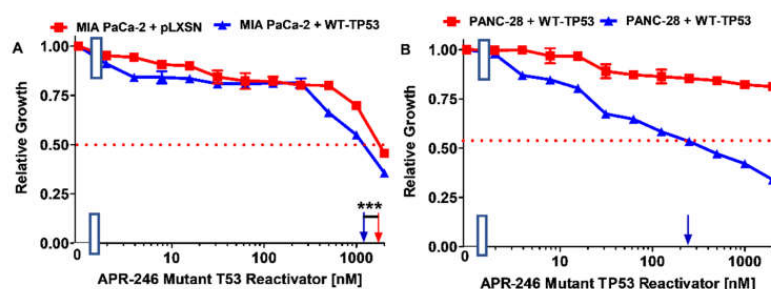 A
MIA PaCa-2 + pLXSN MIA PaCa-2 + WT-TP53
Relative Growth
1.00
0.75
0.50
0.25
0.00
***
0 10 100 1000
APR-246 Mutant T53 Reactivator [nM]
B
PANC-28 + WT-TP53 PANC-28 + WT-TP53
Relative Growth
1.00
0.75
0.50
0.25
0.00
0 10 100 1000
APR-246 Mutant TP53 Reactivator [nM]